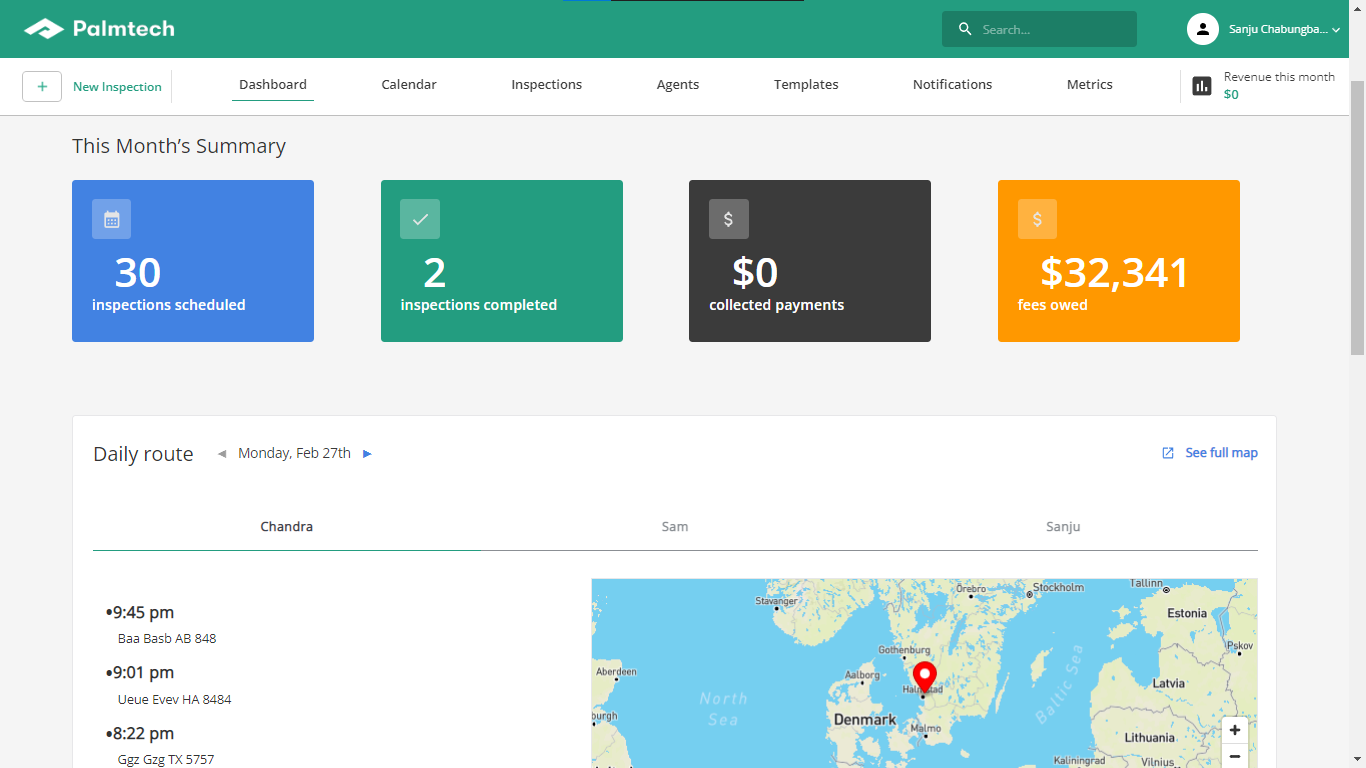 Palmtech
Search...
Sanju Chabungba...
+ New Inspection
Dashboard
Calendar
Inspections
Agents
Templates
Notifications
Metrics
Revenue this month
$0
This Month’s Summary
30
inspections scheduled
2
inspections completed
$
$0
collected payments
$
$32,341
fees owed
Daily route
◀ Monday, Feb 27th ▶
See full map
Chandra
Sam
Sanju
•9:45 pm
Baa Basb AB 848
•9:01 pm
Ueue Evev HA 8484
•8:22 pm
Ggz Gzg TX 5757
Stavanger
Örebro
Stockholm
Tallinn
Estonia
Pskov
Gothenburg
Aberdeen
Aalborg
Latvia
North
Sea
Baltic Sea
burgh
Denmark
Malmo
Lithuania
Kaliningrad
Vilnius
+
−